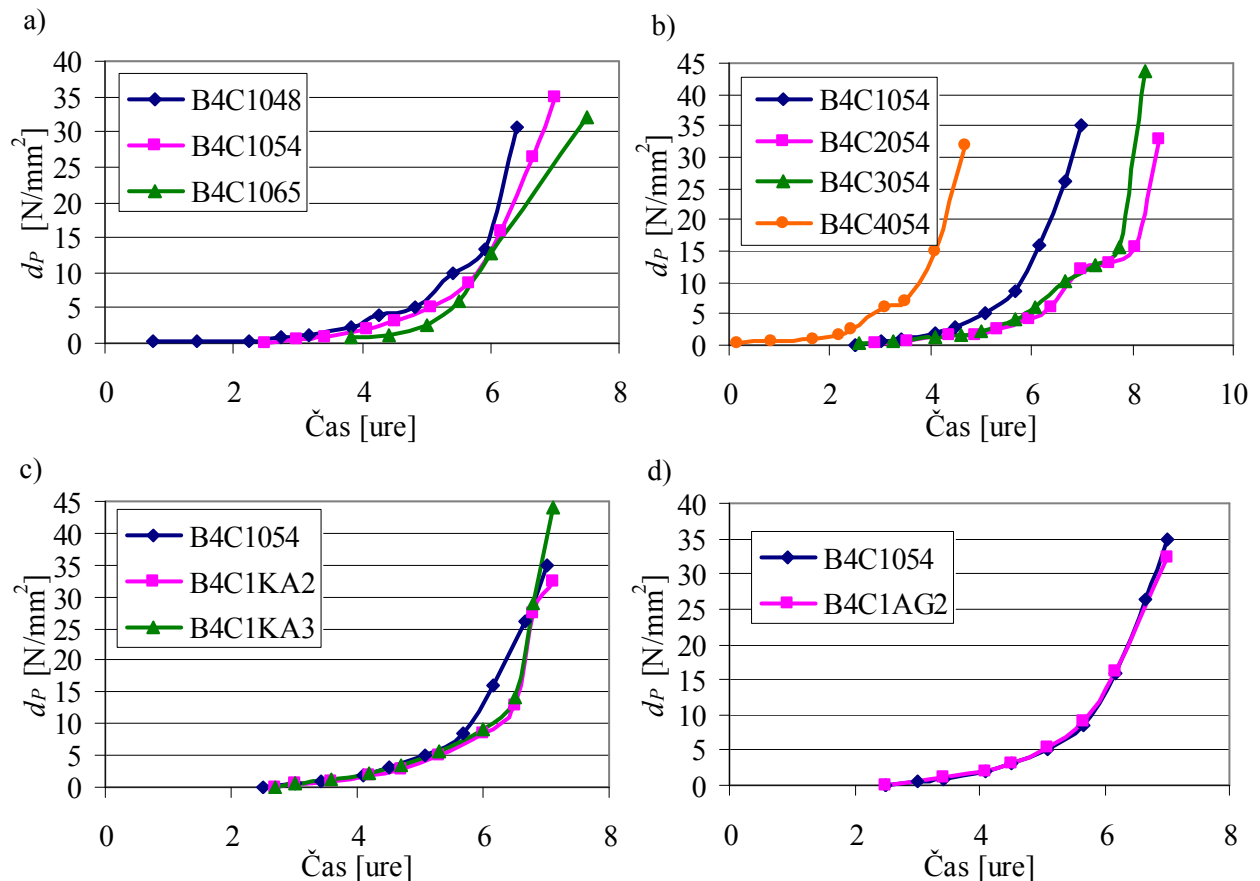 a)
40
35
30
25
20
15
10
5
0
dP [N/mm²]
B4C1048
B4C1054
B4C1065
0 2 4 6 8
Čas [ure]
b)
45
40
35
30
25
20
15
10
5
0
dP [N/mm²]
B4C1054
B4C2054
B4C3054
B4C4054
0 2 4 6 8 10
Čas [ure]
c)
45
40
35
30
25
20
15
10
5
0
dP [N/mm²]
B4C1054
B4C1KA2
B4C1KA3
0 2 4 6 8
Čas [ure]
d)
40
35
30
25
20
15
10
5
0
dP [N/mm²]
B4C1054
B4C1AG2
0 2 4 6 8
Čas [ure]